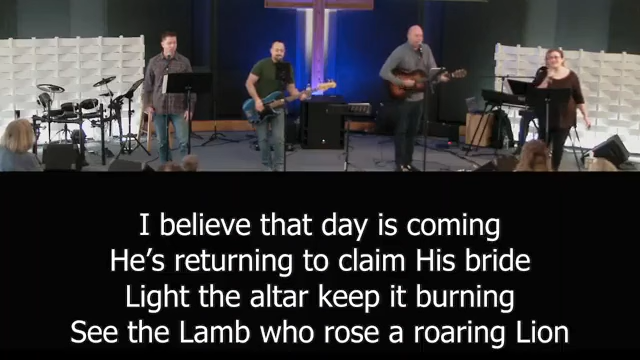 I believe that day is coming
He's returning to claim His bride
Light the altar keep it burning
See the Lamb who rose a roaring Lion